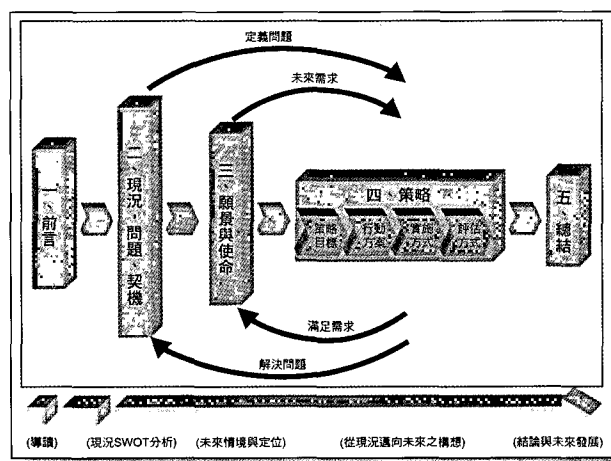 定義問題
未來需求
一、前言
二、現況、問題、契機
三、願景與使命
四、策略
策略目標
行動方案
實施方式
評估方式
五、總結
滿足需求
解決問題
(導讀)
(現況SWOT分析)
(未來情境與定位)
(從現況邁向未來之構想)
(結論與未來發展)